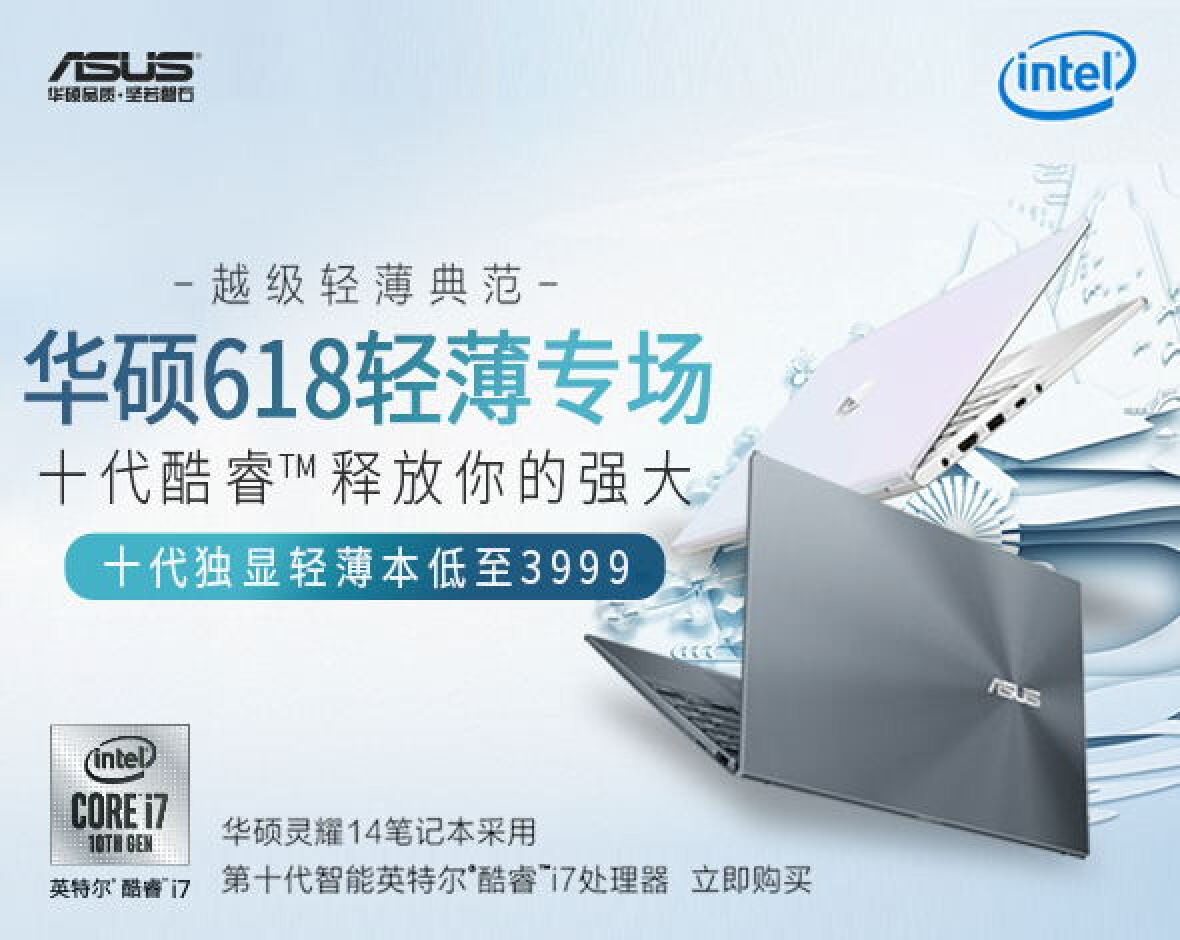 ASUS
华硕品质·坚若磐石
intel
-越级轻薄典范-
华硕618轻薄专场
十代酷睿™释放你的强大
十代独显轻薄本低至3999
ASUS
intel
CORE i7
10TH GEN
英特尔®酷睿™i7
华硕灵耀14笔记本采用
第十代智能英特尔®酷睿™i7处理器 立即购买